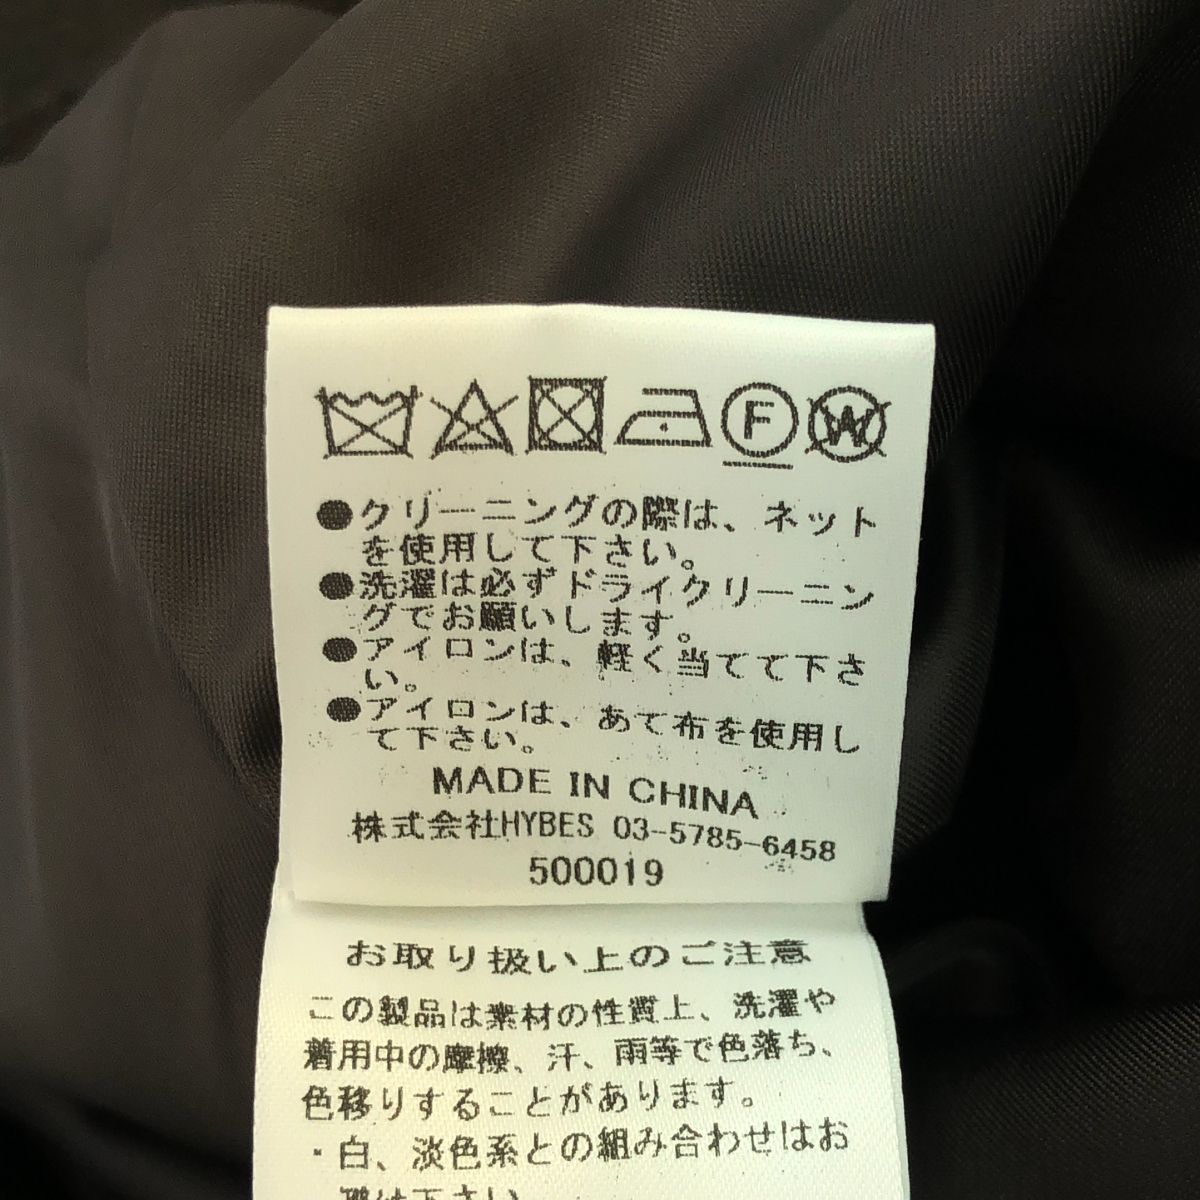 F W
●クリーニングの際は、ネット
を使用して下さい。
●洗濯は必ずドライクリーニン
グでお願いします。
●アイロンは、軽く当てて下さ
い。
●アイロンは、あて布を使用し
て下さい。
MADE IN CHINA
株式会社HYBES 03-5785-6458
500019
お取り扱い上のご注意
この製品は素材の性質上、洗濯や
着用中の摩擦、汗、雨等で色落ち、
色移りすることがあります。
・白、淡色系との組み合わせはお